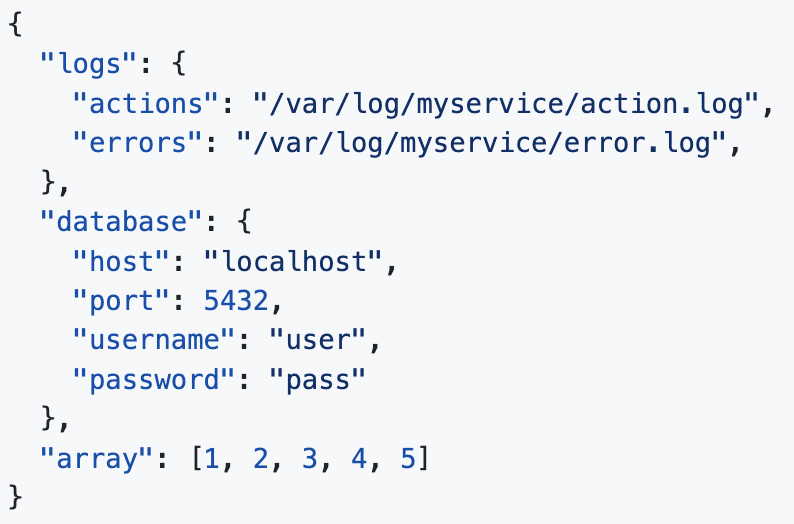 {
  "logs": {
    "actions": "/var/log/myservice/action.log",
    "errors": "/var/log/myservice/error.log",
  },
  "database": {
    "host": "localhost",
    "port": 5432,
    "username": "user",
    "password": "pass"
  },
  "array": [1, 2, 3, 4, 5]
}